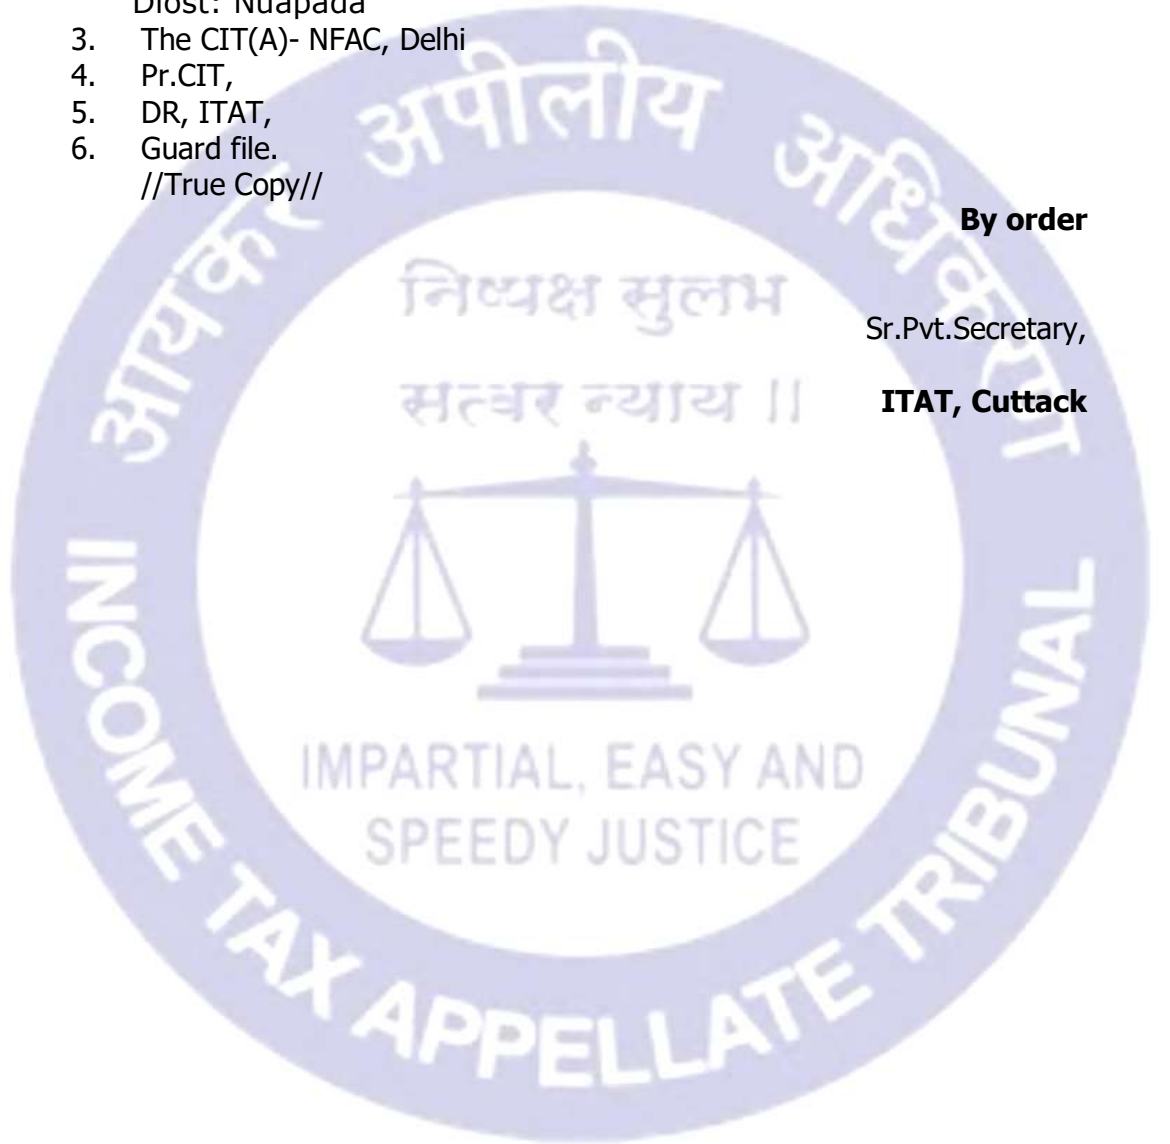 Diost: Nuapada
3. The CIT(A)- NFAC, Delhi
4. Pr.CIT,
5. DR, ITAT,
6. Guard file.
//True Copy//
By order
Sr.Pvt.Secretary,
ITAT, Cuttack
आयकर अपीलीय अधिकरण
निष्पक्ष सुलभ
सत्वर न्याय ||
IMPARTIAL, EASY AND
SPEEDY JUSTICE
INCOME TAX APPELLATE TRIBUNAL